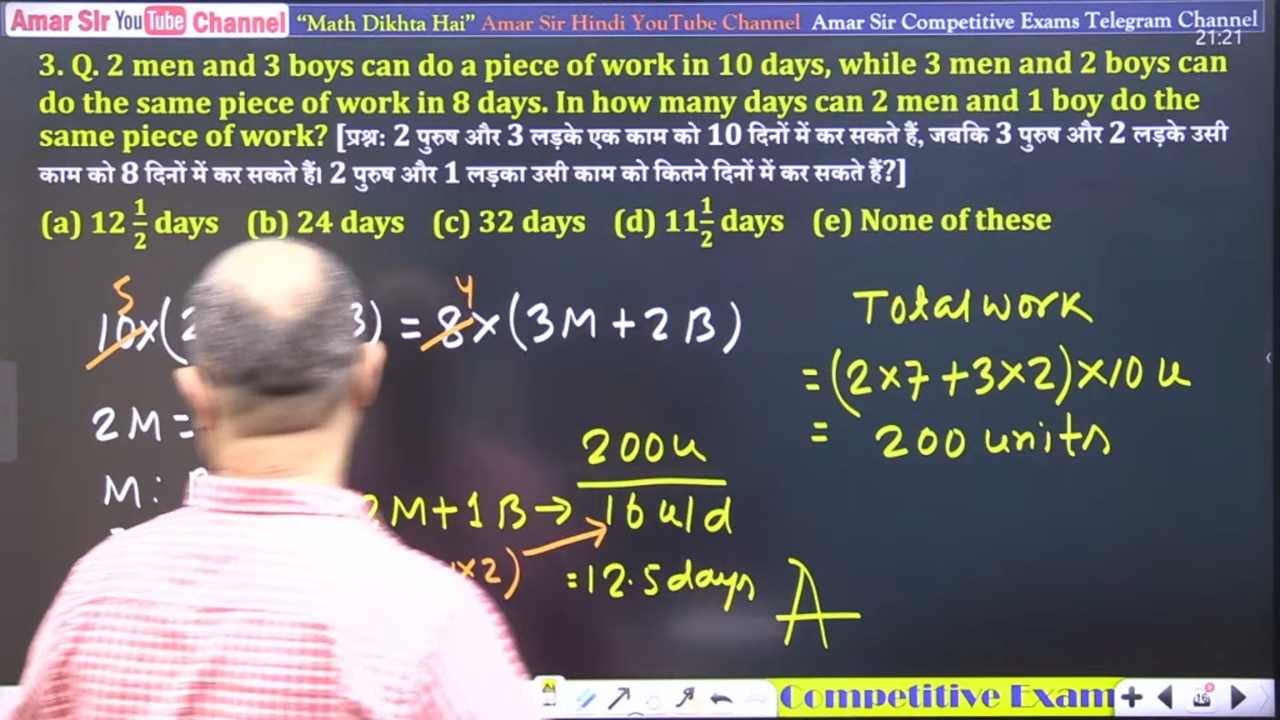 Amar Sir YouTube Channel "Math Dikhta Hai" Amar Sir Hindi YouTube Channel Amar Sir Competitive Exams Telegram Channel
21:21
3. Q. 2 men and 3 boys can do a piece of work in 10 days, while 3 men and 2 boys can
do the same piece of work in 8 days. In how many days can 2 men and 1 boy do the
same piece of work? [प्रश्न: 2 पुरुष और 3 लड़के एक काम को 10 दिनों में कर सकते हैं, जबकि 3 पुरुष और 2 लड़के उसी
काम को 8 दिनों में कर सकते हैं। 2 पुरुष और 1 लड़का उसी काम को कितने दिनों में कर सकते हैं?]
(a) 12 1/2 days (b) 24 days (c) 32 days (d) 11 1/2 days (e) None of these
5 4
10×(2 3) = 8×(3M+2B)
2M=
M:
Total work
=(2×7+3×2)×10 u
= 200 units
200u
M+1B→ 16 u/d
×2) =12.5 days A
Competitive Exam
16